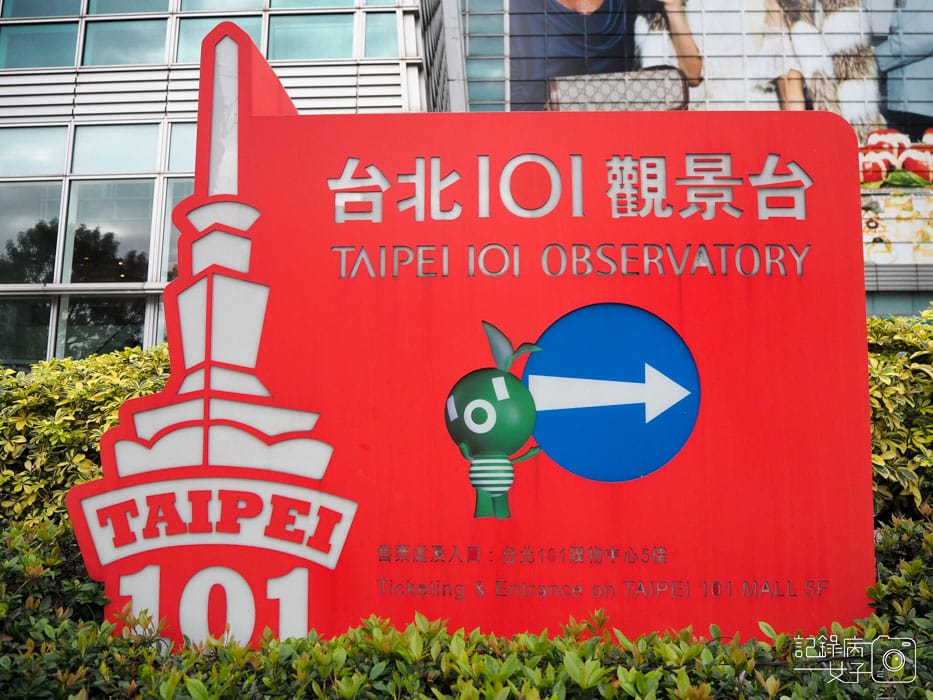 台北101觀景台
TAIPEI 101 OBSERVATORY
TAIPEI
101
售票處及入口：台北101購物中心5樓
Ticketing & Entrance on TAIPEI 101 MALL 5F
記錄病
女子